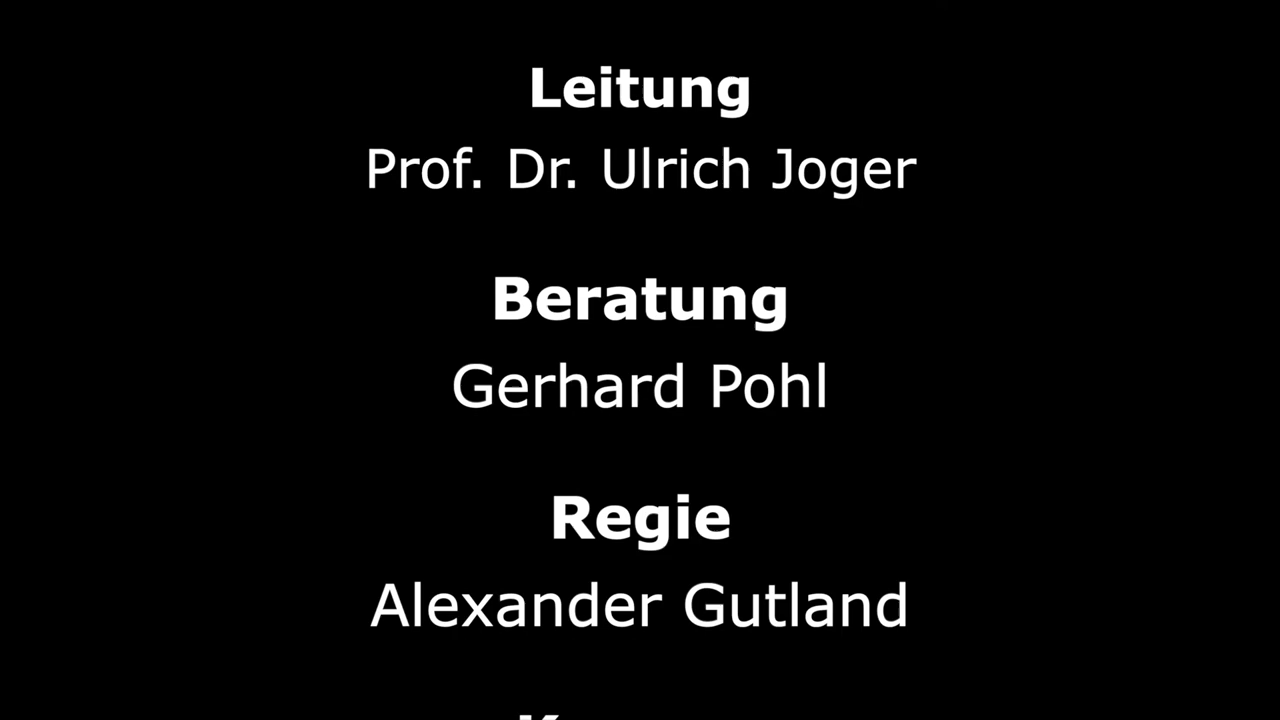 Leitung
Prof. Dr. Ulrich Joger
Beratung
Gerhard Pohl
Regie
Alexander Gutland